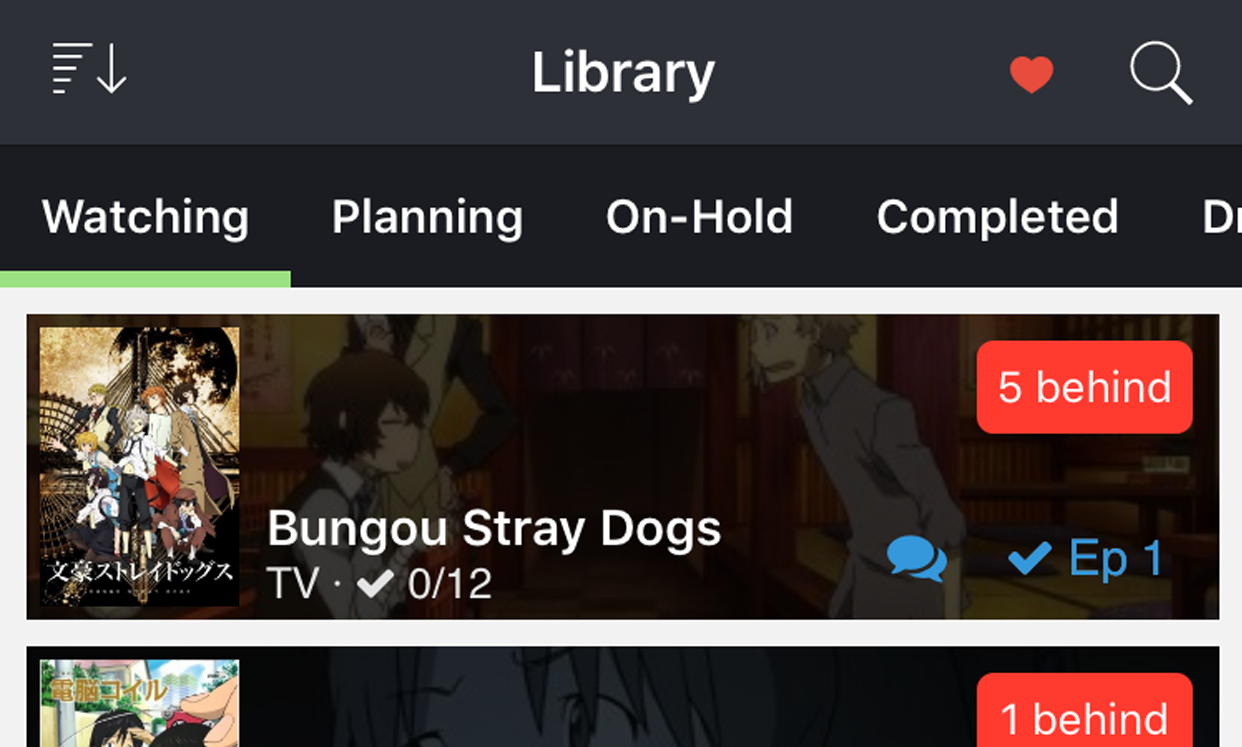 Library
Watching Planning On-Hold Completed
5 behind
文豪ストレイドッグス
Bungou Stray Dogs
TV · ✔ 0/12
✔ Ep 1
電脳コイル
1 behind